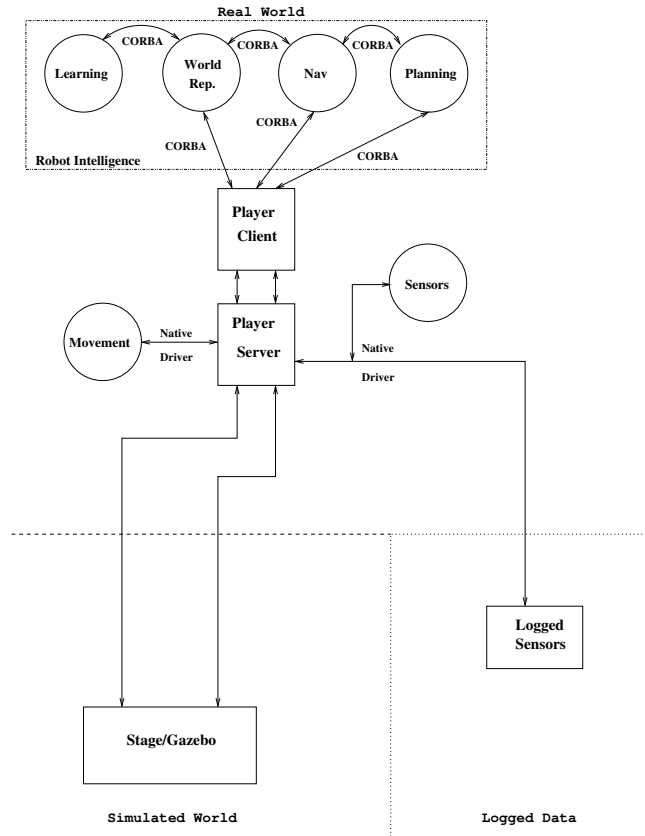 Real World
CORBA
CORBA
CORBA
Learning
World
Rep.
Nav
Planning
CORBA
CORBA
CORBA
Robot Intelligence
Player
Client
Sensors
Movement
Native
Driver
Player
Server
Native
Driver
Logged
Sensors
Stage/Gazebo
Simulated World
Logged Data